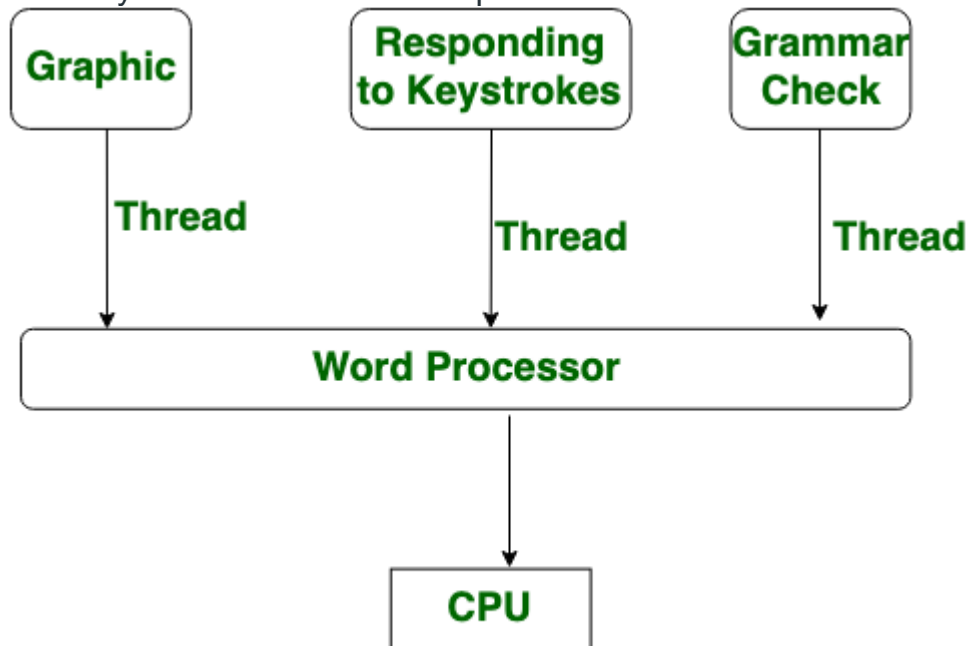 Graphic
Responding
to Keystrokes
Grammar
Check
Thread
Thread
Thread
Word Processor
CPU